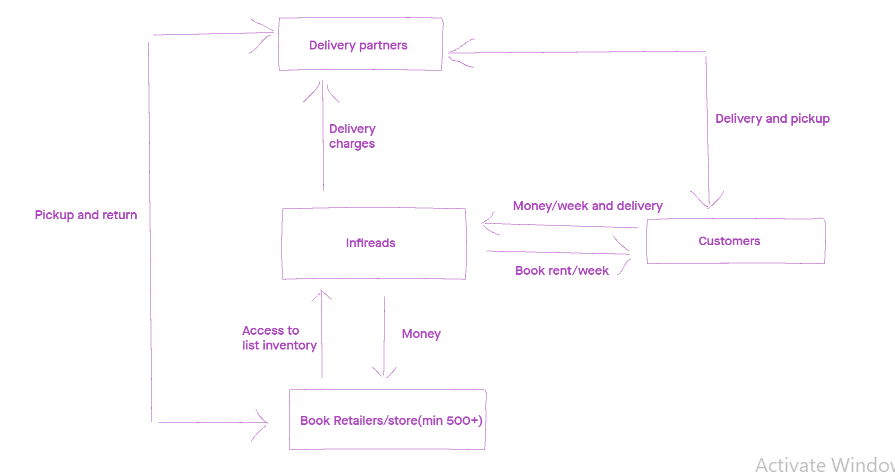 Delivery partners
Delivery
charges
Delivery and pickup
Pickup and return
Money/week and delivery
Infireads
Customers
Book rent/week
Access to
list inventory
Money
Book Retailers/store(min 500+)
Activate Window